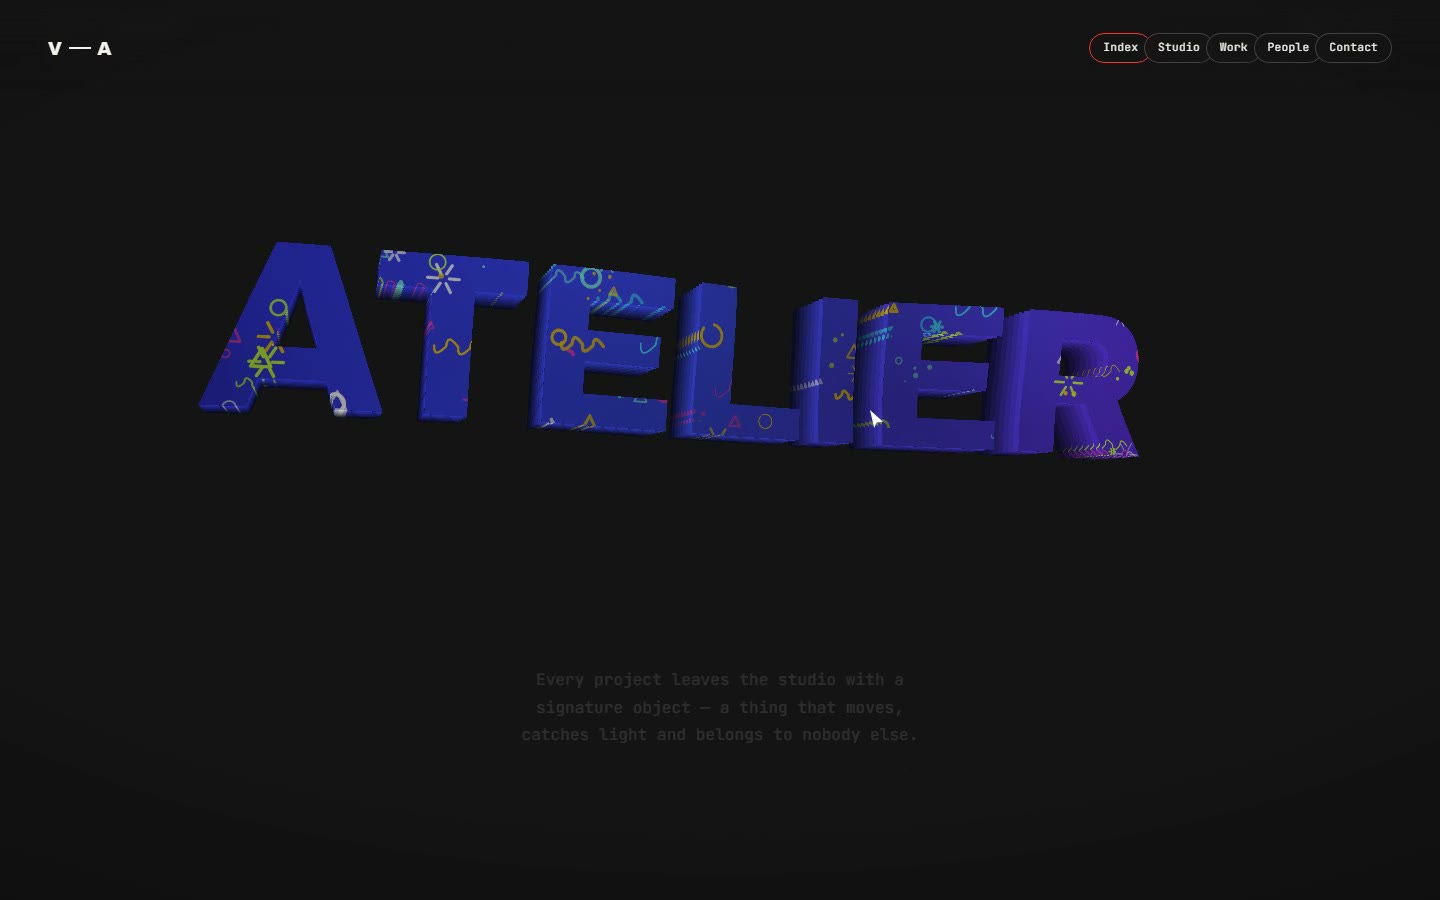 V — A
Index Studio Work People Contact
ATELIER
Every project leaves the studio with a
signature object — a thing that moves,
catches light and belongs to nobody else.